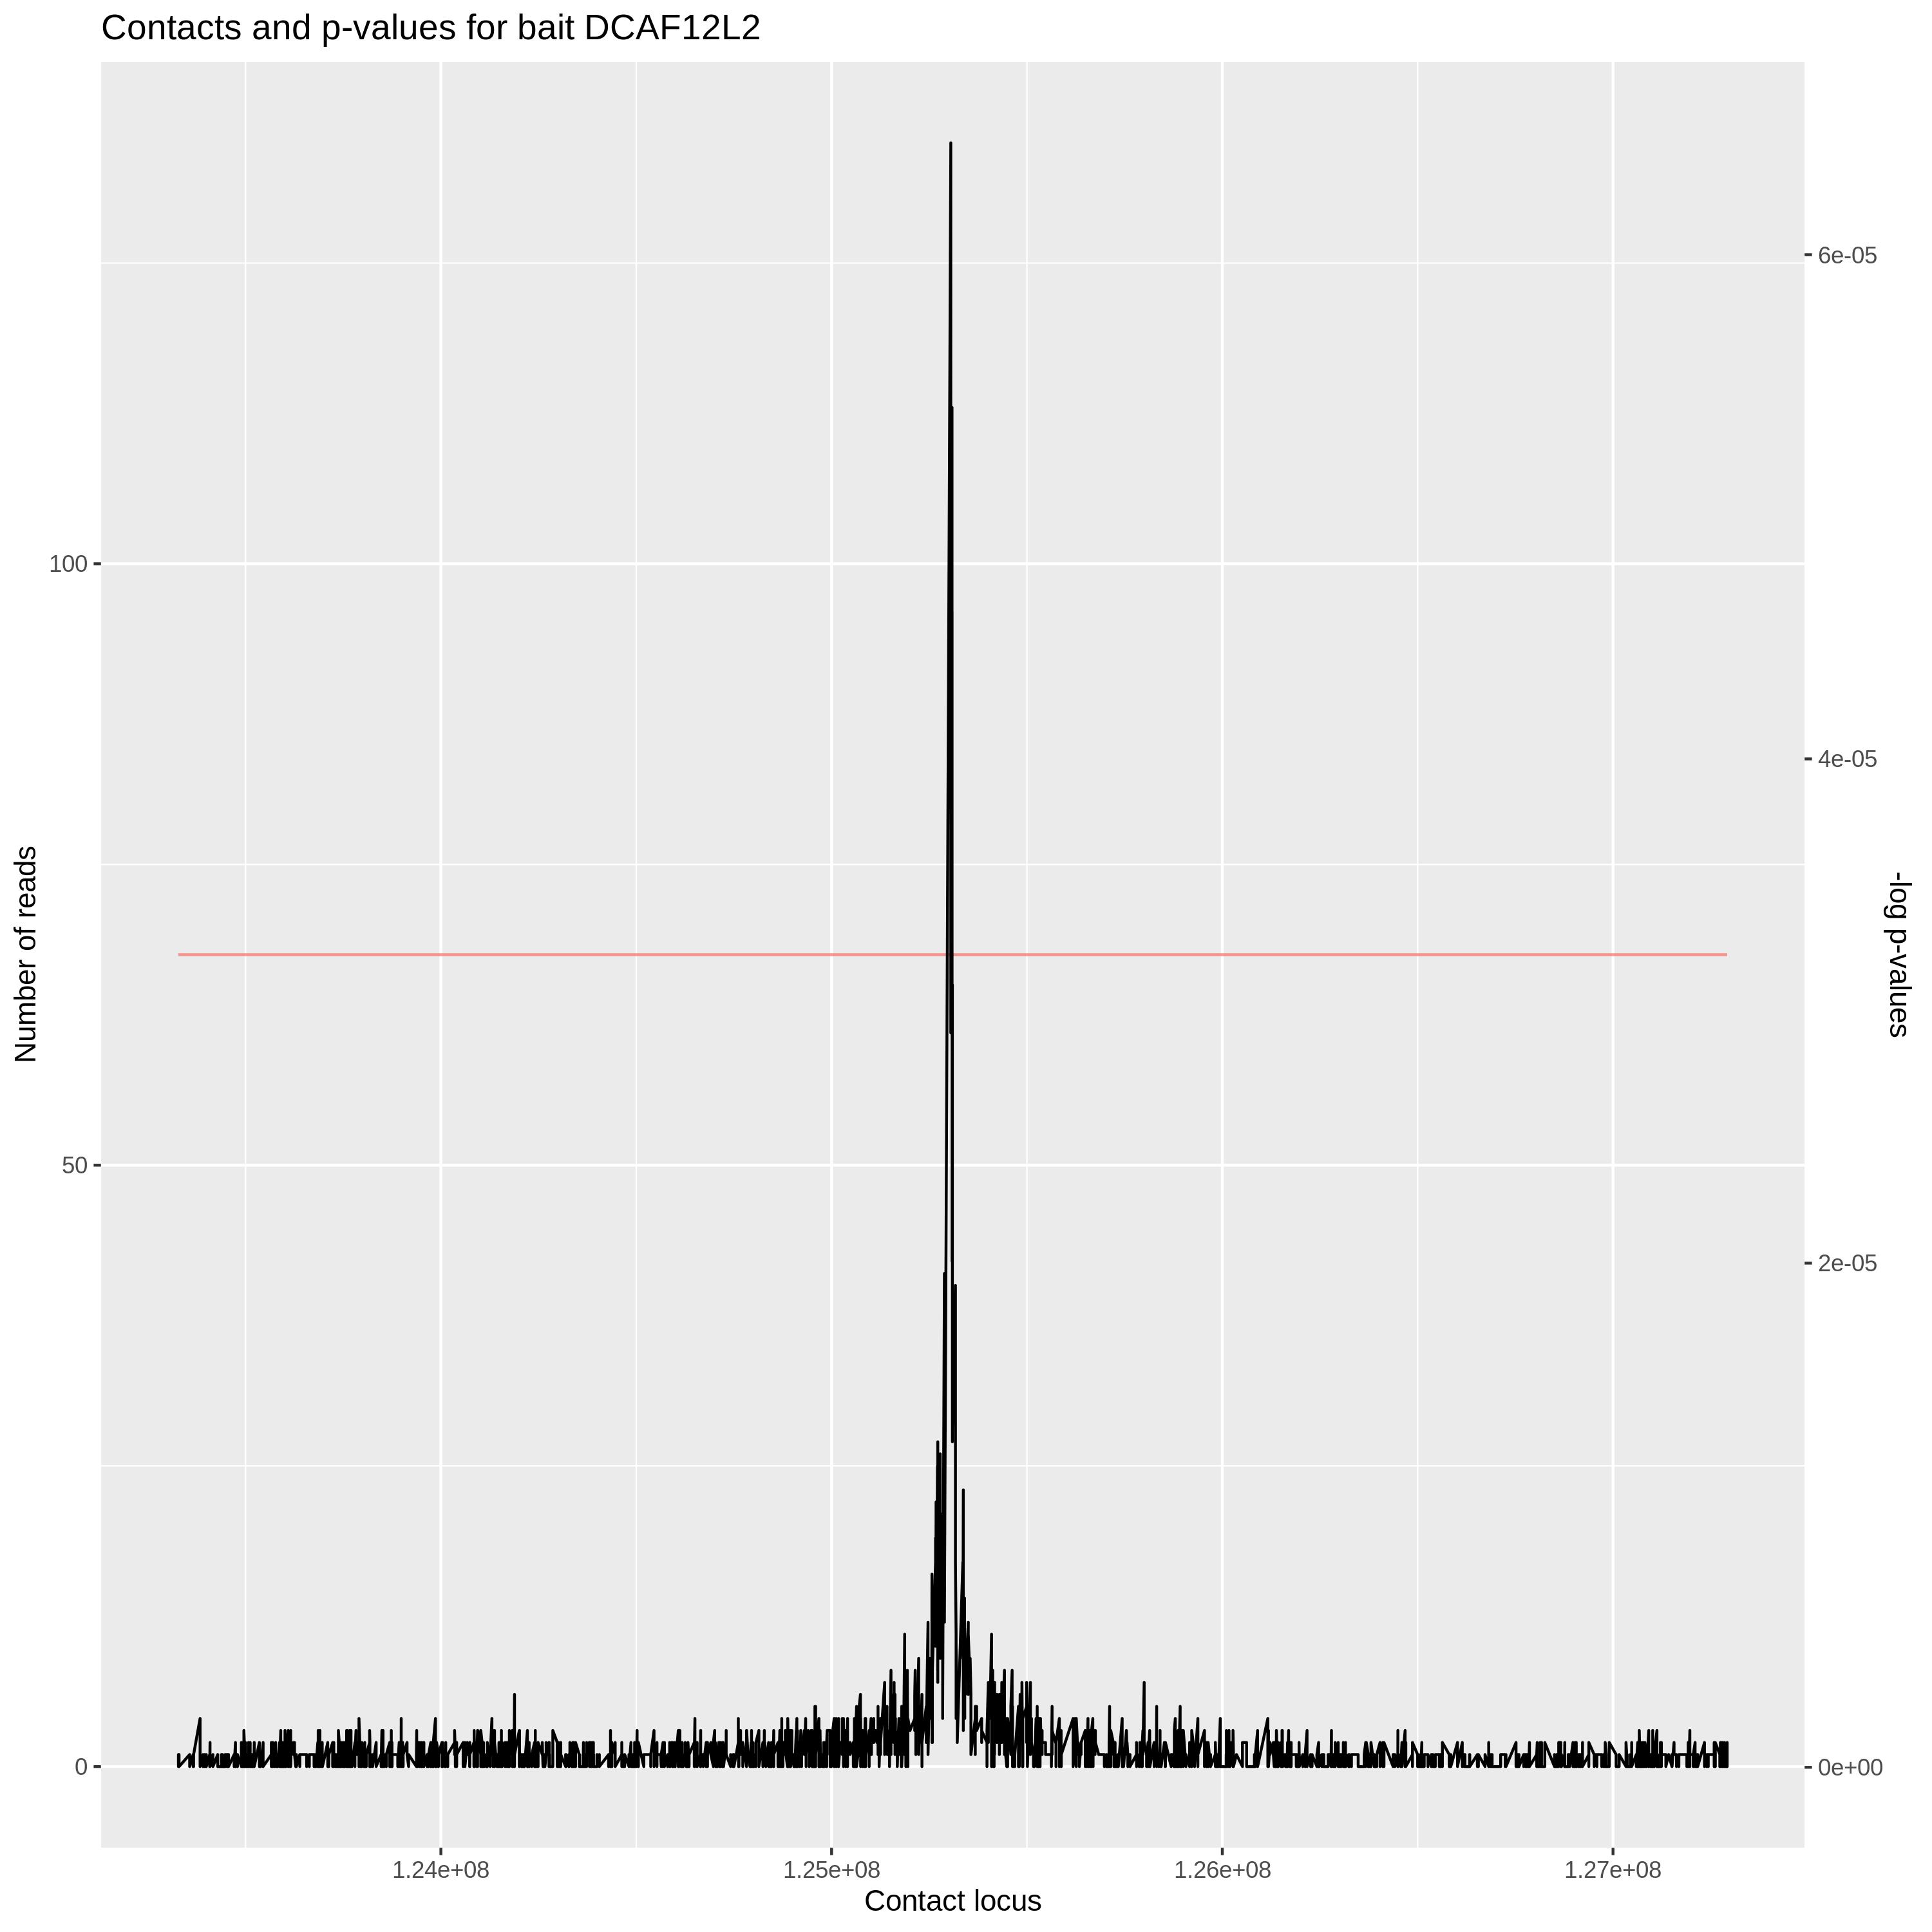 Contacts and p-values for bait DCAF12L2
Number of reads
100
50
0
6e-05
4e-05
2e-05
0e+00
-log p-values
1.24e+08
1.25e+08
1.26e+08
1.27e+08
Contact locus